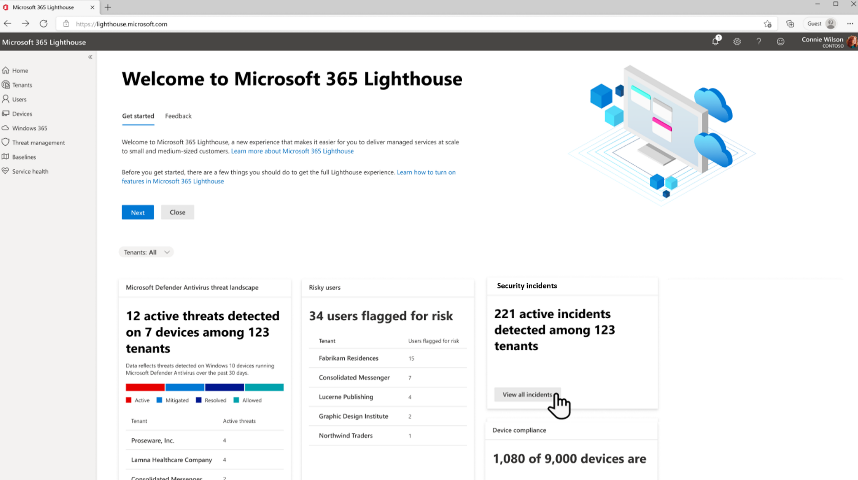 Microsoft 365 Lighthouse
https://lighthouse.microsoft.com
Guest
Microsoft 365 Lighthouse
1
Connie Wilson
CONTOSO
Home
Tenants
Users
Devices
Windows 365
Threat management
Baselines
Service health
Welcome to Microsoft 365 Lighthouse
Get started Feedback
Welcome to Microsoft 365 Lighthouse, a new experience that makes it easier for you to deliver managed services at scale
to small and medium-sized customers. Learn more about Microsoft 365 Lighthouse
Before you get started, there are a few things you should do to get the full Lighthouse experience. Learn how to turn on
features in Microsoft 365 Lighthouse
Next Close
Tenants: All
Microsoft Defender Antivirus threat landscape
12 active threats detected
on 7 devices among 123
tenants
Data reflects threats detected on Windows 10 devices running
Microsoft Defender Antivirus over the past 30 days.
Active Mitigated Resolved Allowed
Tenant Active threats
Proseware, Inc. 4
Lamna Healthcare Company 4
Consolidated Messenger 2
Risky users
34 users flagged for risk
Tenant Users flagged for risk
Fabrikam Residences 15
Consolidated Messenger 7
Lucerne Publishing 4
Graphic Design Institute 2
Northwind Traders 1
Security incidents
221 active incidents
detected among 123
tenants
View all incidents
Device compliance
1,080 of 9,000 devices are